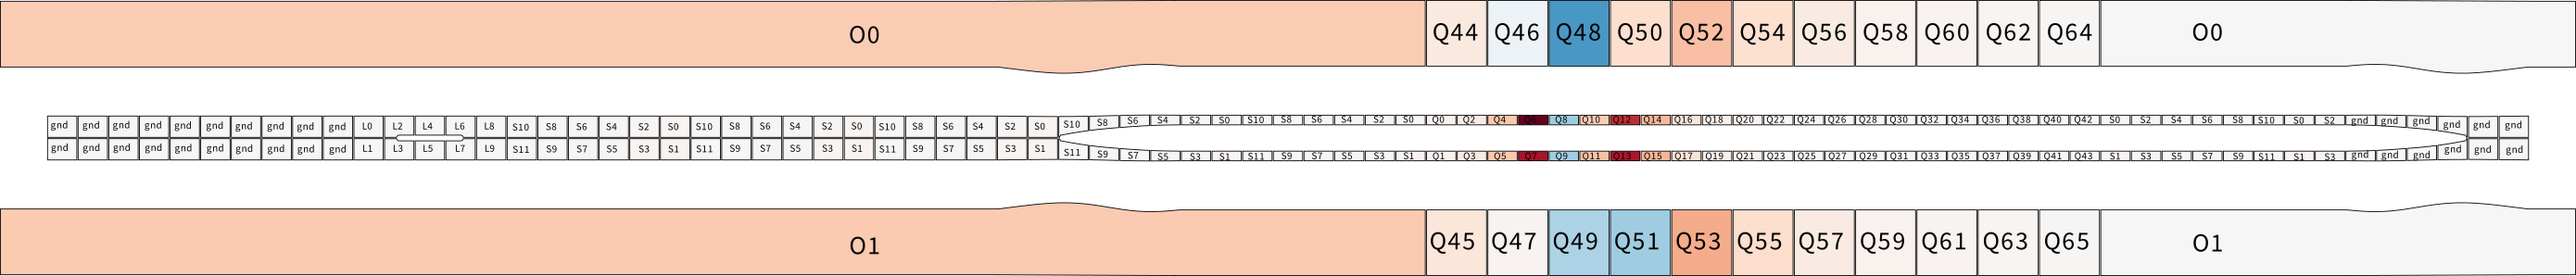 O0 Q44 Q46 Q48 Q50 Q52 Q54 Q56 Q58 Q60 Q62 Q64 O0
gnd gnd gnd gnd gnd gnd gnd gnd gnd gnd L0 L2 L4 L6 L8 S10 S8 S6 S4 S2 S0 S10 S8 S6 S4 S2 S0 S10 S8 S6 S4 S2 S0 S10 S8 S6 S4 S2 S0 S10 S8 S6 S4 S2 S0 Q0 Q2 Q4 Q6 Q8 Q10 Q12 Q14 Q16 Q18 Q20 Q22 Q24 Q26 Q28 Q30 Q32 Q34 Q36 Q38 Q40 Q42 S0 S2 S4 S6 S8 S10 S0 S2 gnd gnd gnd gnd gnd gnd
gnd gnd gnd gnd gnd gnd gnd gnd gnd gnd L1 L3 L5 L7 L9 S11 S9 S7 S5 S3 S1 S11 S9 S7 S5 S3 S1 S11 S9 S7 S5 S3 S1 S11 S9 S7 S5 S3 S1 S11 S9 S7 S5 S3 S1 Q1 Q3 Q5 Q7 Q9 Q11 Q13 Q15 Q17 Q19 Q21 Q23 Q25 Q27 Q29 Q31 Q33 Q35 Q37 Q39 Q41 Q43 S1 S3 S5 S7 S9 S11 S1 S3 gnd gnd gnd gnd gnd gnd
O1 Q45 Q47 Q49 Q51 Q53 Q55 Q57 Q59 Q61 Q63 Q65 O1